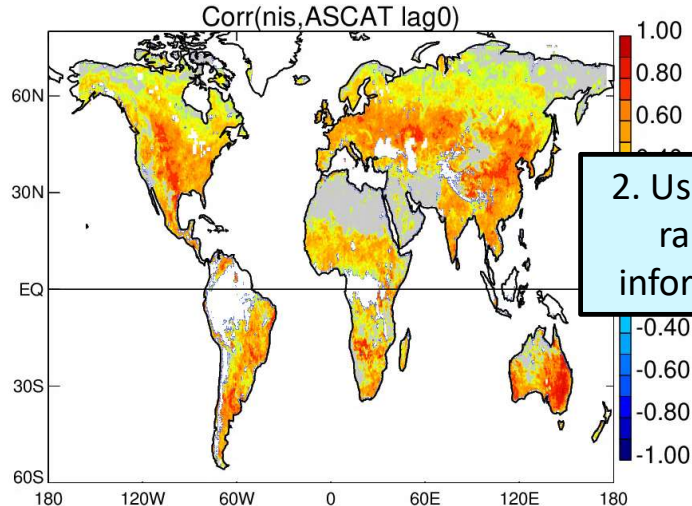 Corr(nis,ASCAT lag0)
1.00
0.80
0.60
2. Us
ra
infor
-0.40
-0.60
-0.80
-1.00
60N
30N
EQ
30S
60S
180 120W 60W 0 60E 120E 180